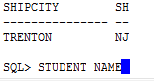 SHIPCITY        SH
--------------- --
TRENTON         NJ
SQL> STUDENT NAME